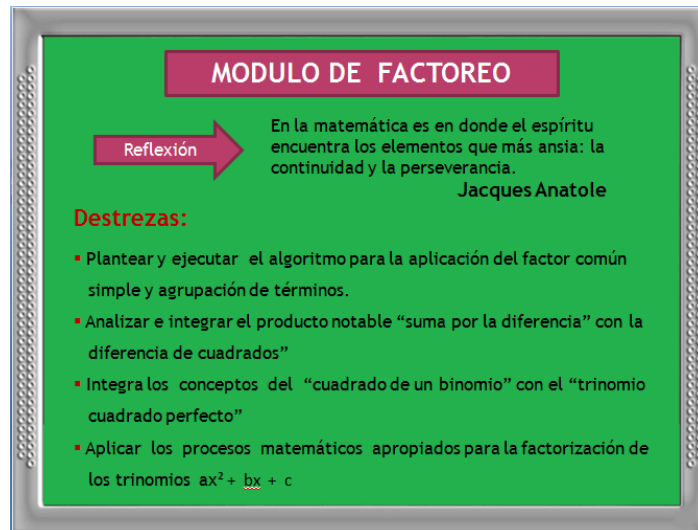 MODULO DE FACTOREO
Reflexión
En la matemática es en donde el espíritu
encuentra los elementos que más ansia: la
continuidad y la perseverancia.
Jacques Anatole
Destrezas:
▪ Plantear y ejecutar el algoritmo para la aplicación del factor común
simple y agrupación de términos.
▪ Analizar e integrar el producto notable “suma por la diferencia” con la
diferencia de cuadrados”
▪ Integra los conceptos del “cuadrado de un binomio” con el “trinomio
cuadrado perfecto”
▪ Aplicar los procesos matemáticos apropiados para la factorización de
los trinomios ax² + bx + c